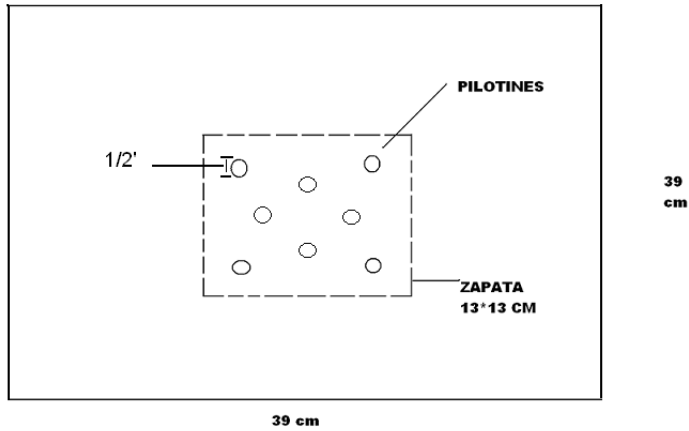 PILOTINES
1/2'
39
cm
ZAPATA
13*13 CM
39 cm